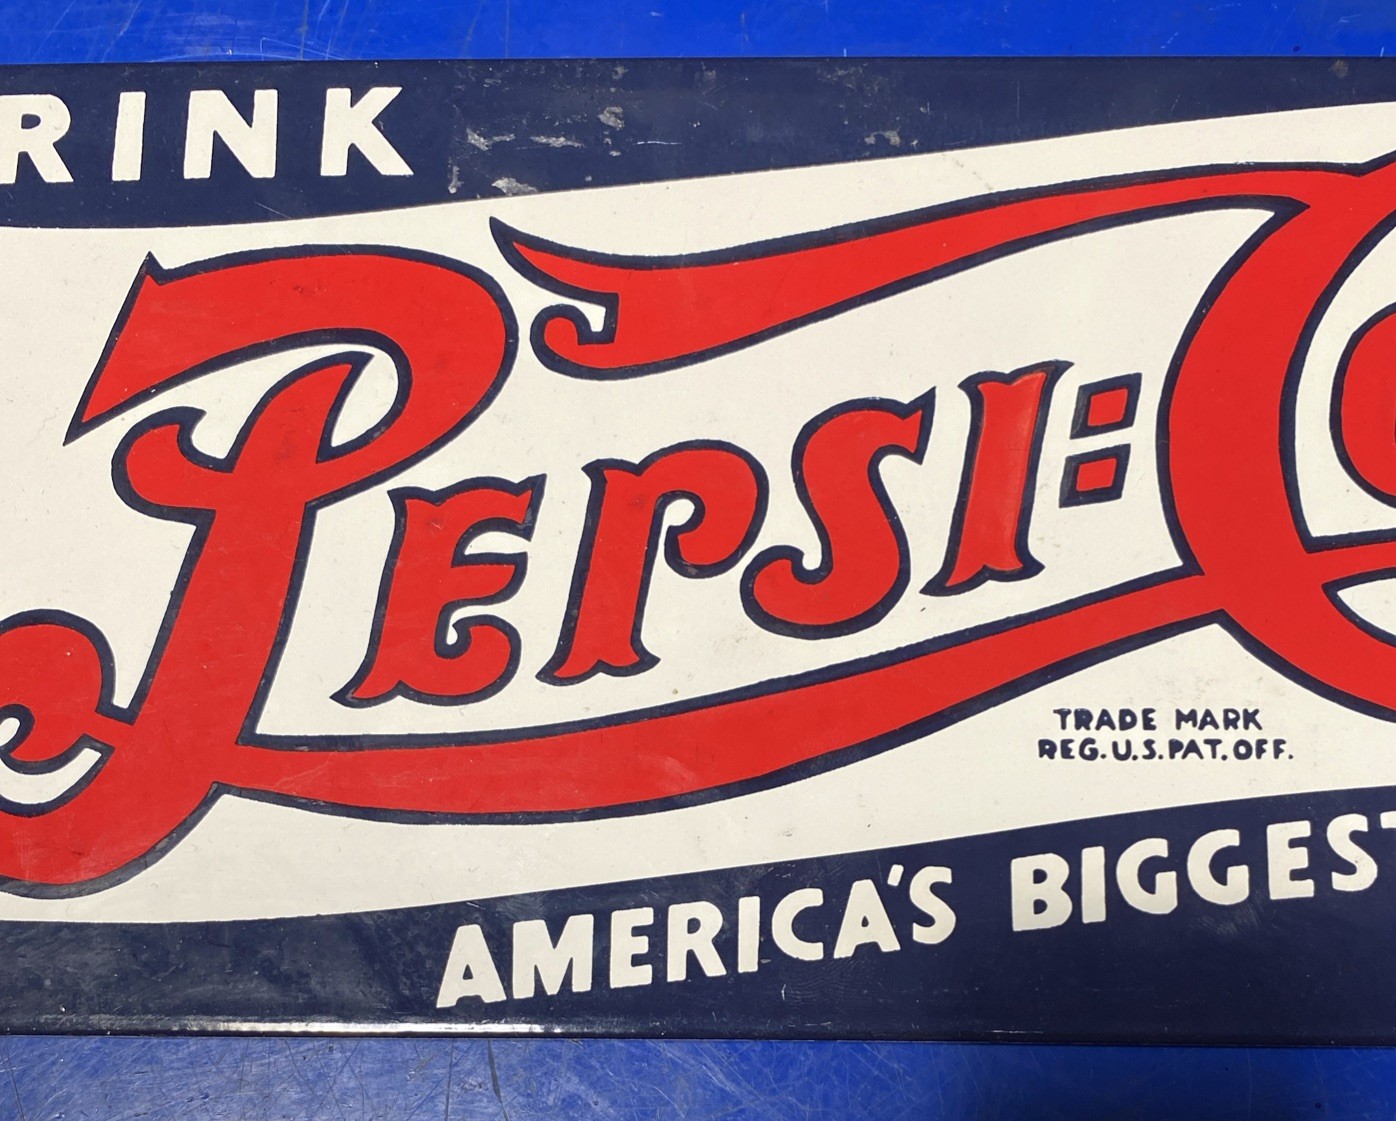 RINK
PEPSI:Co
TRADE MARK
REG.U.S.PAT.OFF.
AMERICA'S BIGGEST